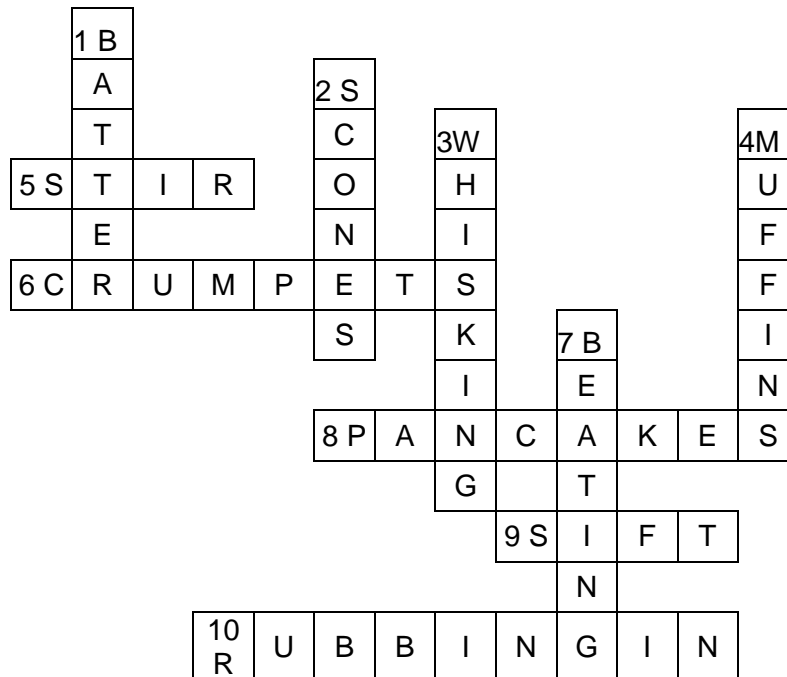 1 B
A 2 S
T C 3W 4M
5 S T I R O H U
E N I F
6 C R U M P E T S F
S K 7 B I
I E N
8 P A N C A K E S
G T
9 S I F T
N
10
R U B B I N G I N